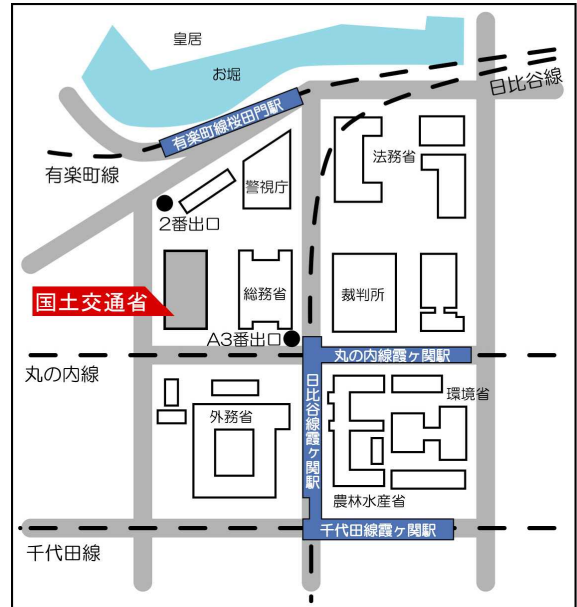 皇居
お堀
日比谷線
有楽町線桜田門駅
法務省
有楽町線
警視庁
2番出口
国土交通省
総務省
裁判所
A3番出口
丸の内線霞ヶ関駅
丸の内線
日比谷線霞ヶ関駅
環境省
外務省
農林水産省
千代田線霞ヶ関駅
千代田線